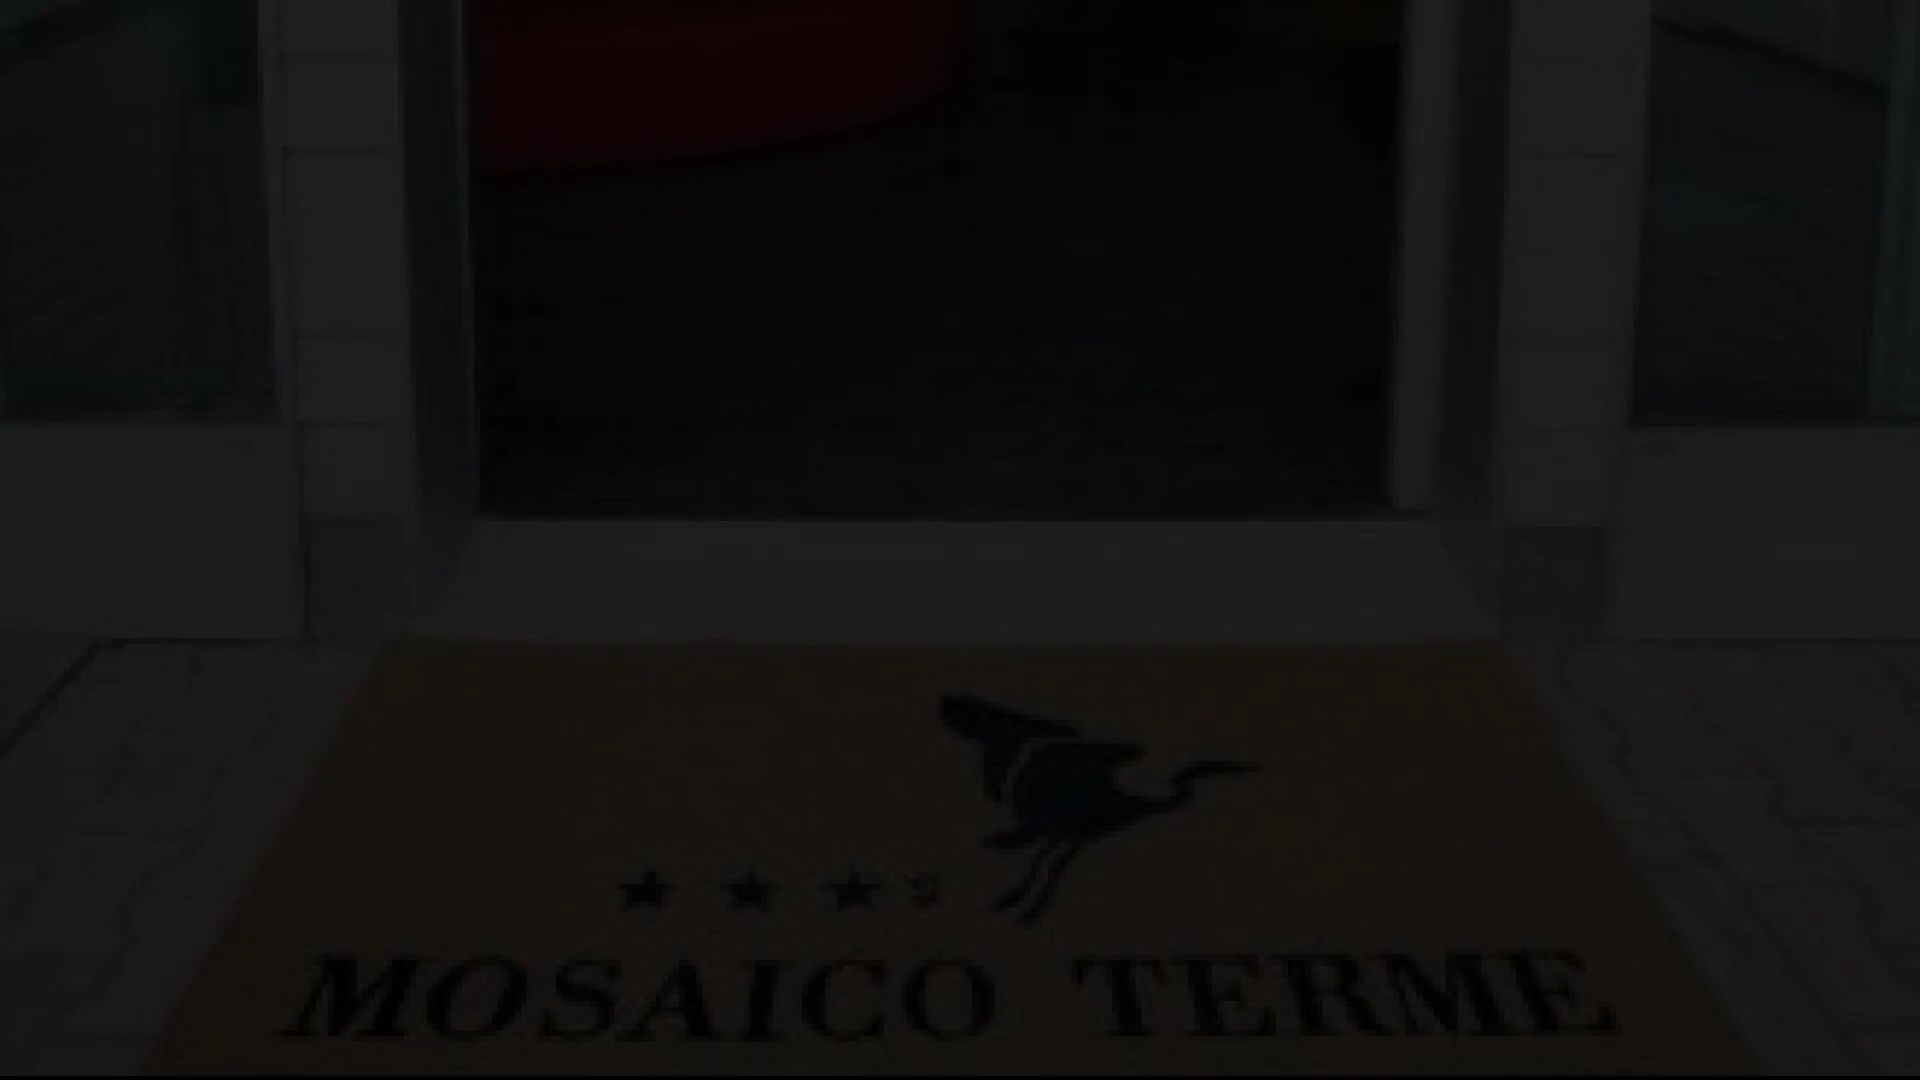 ★ ★ ★ S
MOSAICO TERME